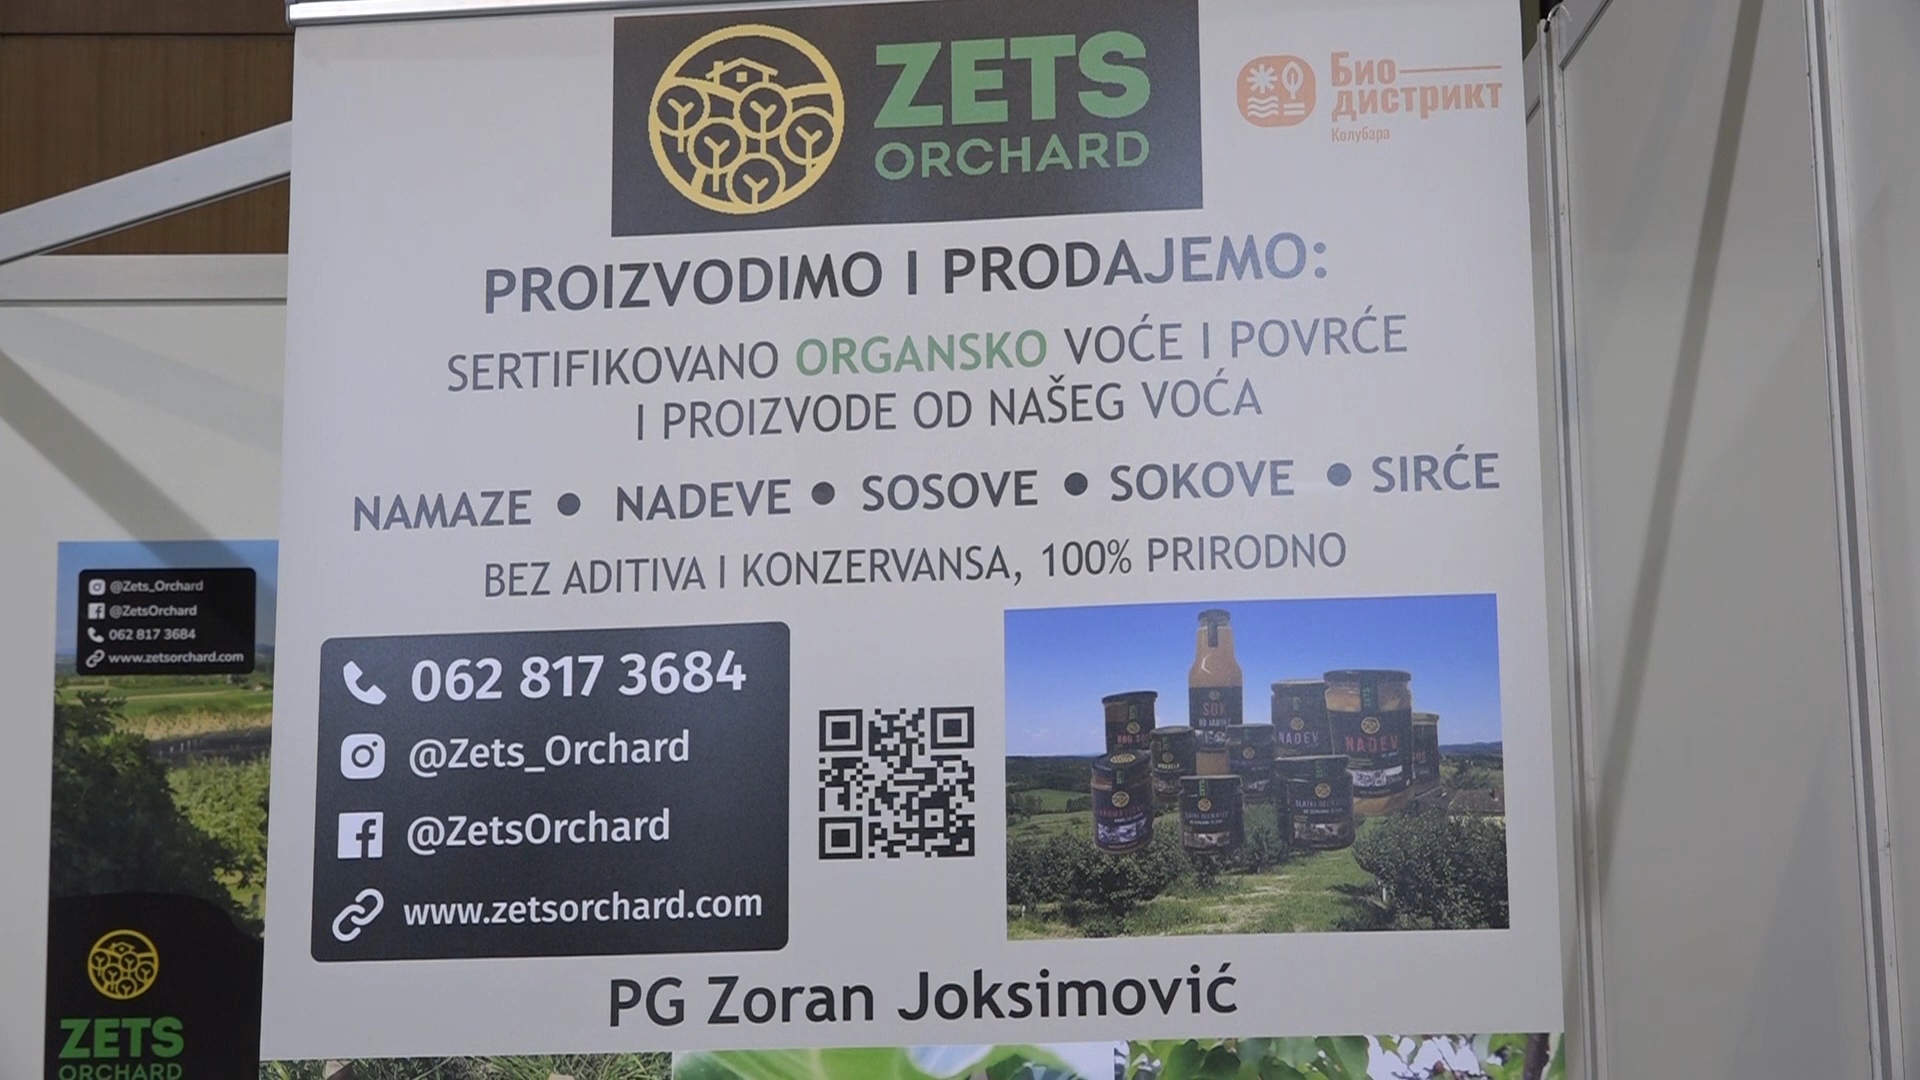 ZETS
ORCHARD
Био
дистрикт
Колубара
PROIZVODIMO I PRODAJEMO:
SERTIFIKOVANO ORGANSKO VOĆE I POVRĆE
I PROIZVODE OD NAŠEG VOĆA
NAMAZE • NADEVE • SOSOVE • SOKOVE • SIRĆE
BEZ ADITIVA I KONZERVANSA, 100% PRIRODNO
062 817 3684
@Zets_Orchard
@ZetsOrchard
www.zetsorchard.com
SOK
NADEV
NADEV
PG Zoran Joksimović
@Zets_Orchard
@ZetsOrchard
062 817 3684
www.zetsorchard.com
ZETS
ORCHARD